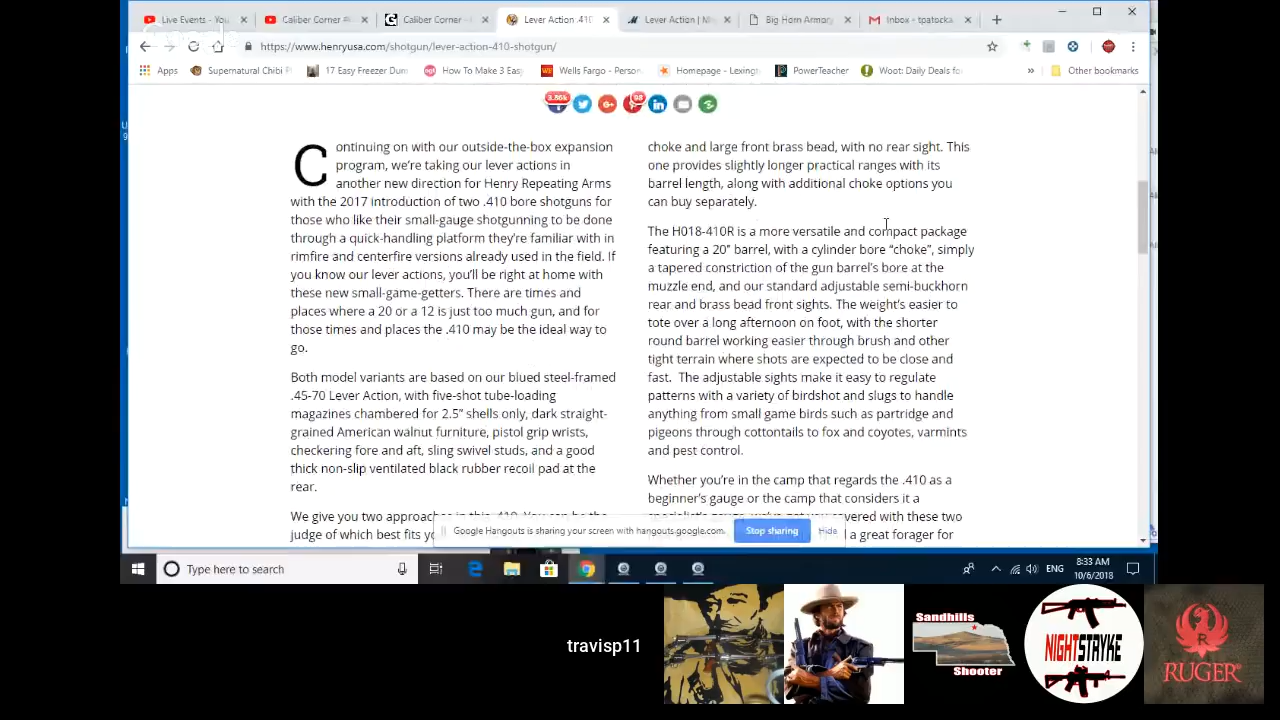 Live Events - You
Caliber Corner #
Caliber Corner -
Lever Action .410
Lever Action | N
Big Horn Armory
Inbox - tpatocka
Google
https://www.henryusa.com/shotgun/lever-action-410-shotgun/
Apps
Supernatural Chibi
17 Easy Freezer Dum
How To Make 3 Easy
Wells Fargo - Person
Homepage - Lexing
PowerTeacher
Woot: Daily Deals fo
»
Other bookmarks
3.86k
98
Continuing on with our outside-the-box expansion
program, we're taking our lever actions in
another new direction for Henry Repeating Arms
with the 2017 introduction of two .410 bore shotguns for
those who like their small-gauge shotgunning to be done
through a quick-handling platform they're familiar with in
rimfire and centerfire versions already used in the field. If
you know our lever actions, you'll be right at home with
these new small-game-getters. There are times and
places where a 20 or a 12 is just too much gun, and for
those times and places the .410 may be the ideal way to
go.
Both model variants are based on our blued steel-framed
.45-70 Lever Action, with five-shot tube-loading
magazines chambered for 2.5" shells only, dark straight-
grained American walnut furniture, pistol grip wrists,
checkering fore and aft, sling swivel studs, and a good
thick non-slip ventilated black rubber recoil pad at the
rear.
We give you two approaches in this .410. You can be the
judge of which best fits yo
choke and large front brass bead, with no rear sight. This
one provides slightly longer practical ranges with its
barrel length, along with additional choke options you
can buy separately.
The H018-410R is a more versatile and compact package
featuring a 20" barrel, with a cylinder bore "choke", simply
a tapered constriction of the gun barrel's bore at the
muzzle end, and our standard adjustable semi-buckhorn
rear and brass bead front sights. The weight's easier to
tote over a long afternoon on foot, with the shorter
round barrel working easier through brush and other
tight terrain where shots are expected to be close and
fast. The adjustable sights make it easy to regulate
patterns with a variety of birdshot and slugs to handle
anything from small game birds such as partridge and
pigeons through cottontails to fox and coyotes, varmints
and pest control.
Whether you're in the camp that regards the .410 as a
beginner's gauge or the camp that considers it a
specialist's gauge, we've got you covered with these two
a great forager for
Google Hangouts is sharing your screen with hangouts.google.com.
Stop sharing
Hide
Type here to search
ENG
8:33 AM
10/6/2018
travisp11
Sandhills
Shooter
NIGHTSTRYKE
R
RUGER